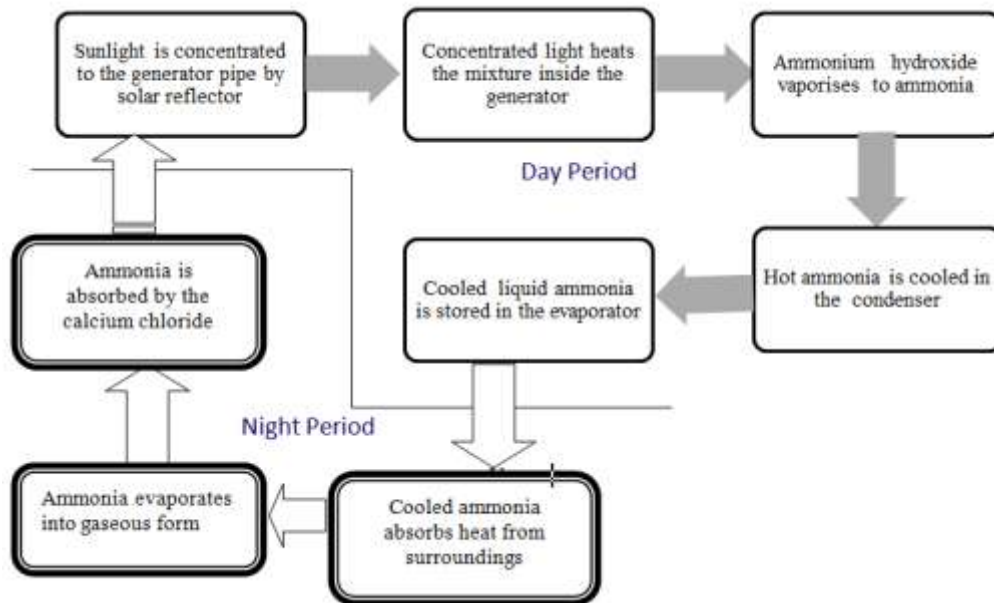 Sunlight is concentrated
to the generator pipe by
solar reflector
Concentrated light heats
the mixture inside the
generator
Ammonium hydroxide
vaporises to ammonia
Day Period
Hot ammonia is cooled in
the condenser
Cooled liquid ammonia
is stored in the evaporator
Night Period
Cooled ammonia
absorbs heat from
surroundings
Ammonia evaporates
into gaseous form
Ammonia is
absorbed by the
calcium chloride